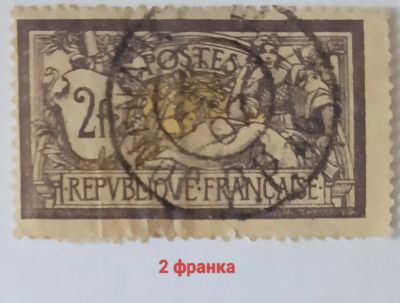 POSTES
2f
REPVBLIQVE·FRANÇAISE·
2 франка